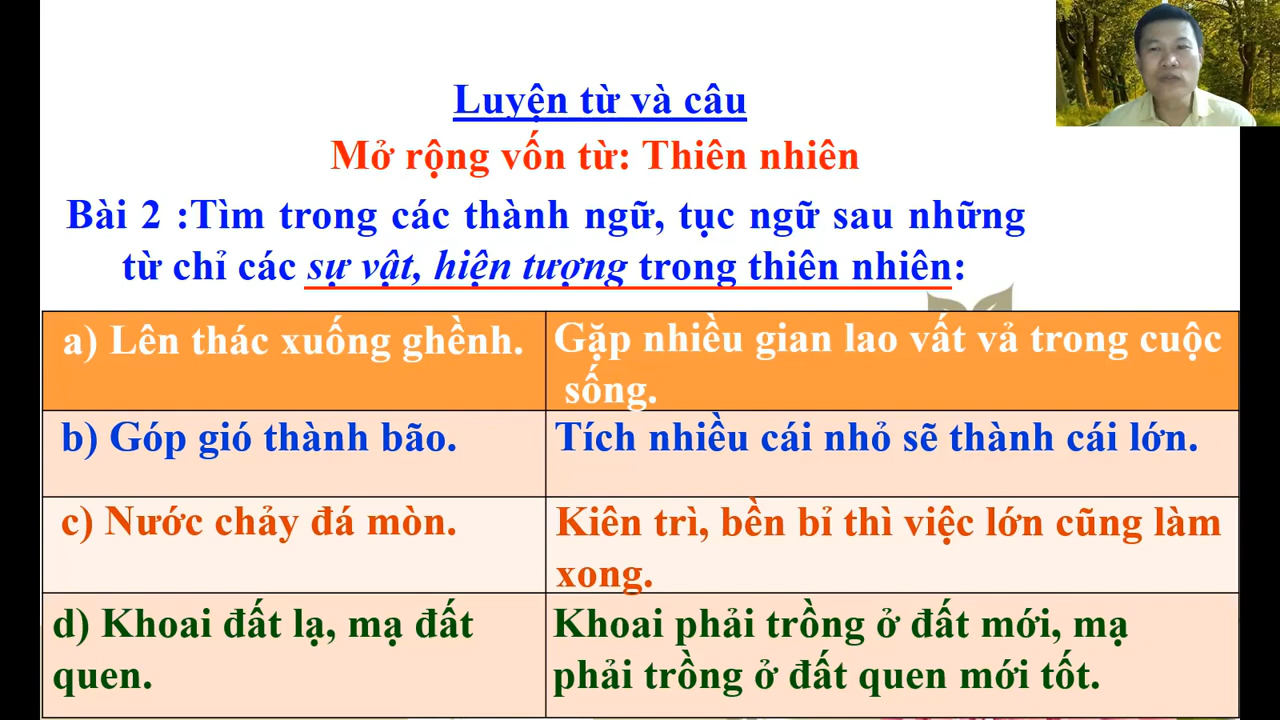 Luyện từ và câu
Mở rộng vốn từ: Thiên nhiên
Bài 2 :Tìm trong các thành ngữ, tục ngữ sau những
từ chỉ các sự vật, hiện tượng trong thiên nhiên:
a) Lên thác xuống ghềnh.
Gặp nhiều gian lao vất vả trong cuộc
sống.
b) Góp gió thành bão.
Tích nhiều cái nhỏ sẽ thành cái lớn.
c) Nước chảy đá mòn.
Kiên trì, bền bỉ thì việc lớn cũng làm
xong.
d) Khoai đất lạ, mạ đất
quen.
Khoai phải trồng ở đất mới, mạ
phải trồng ở đất quen mới tốt.